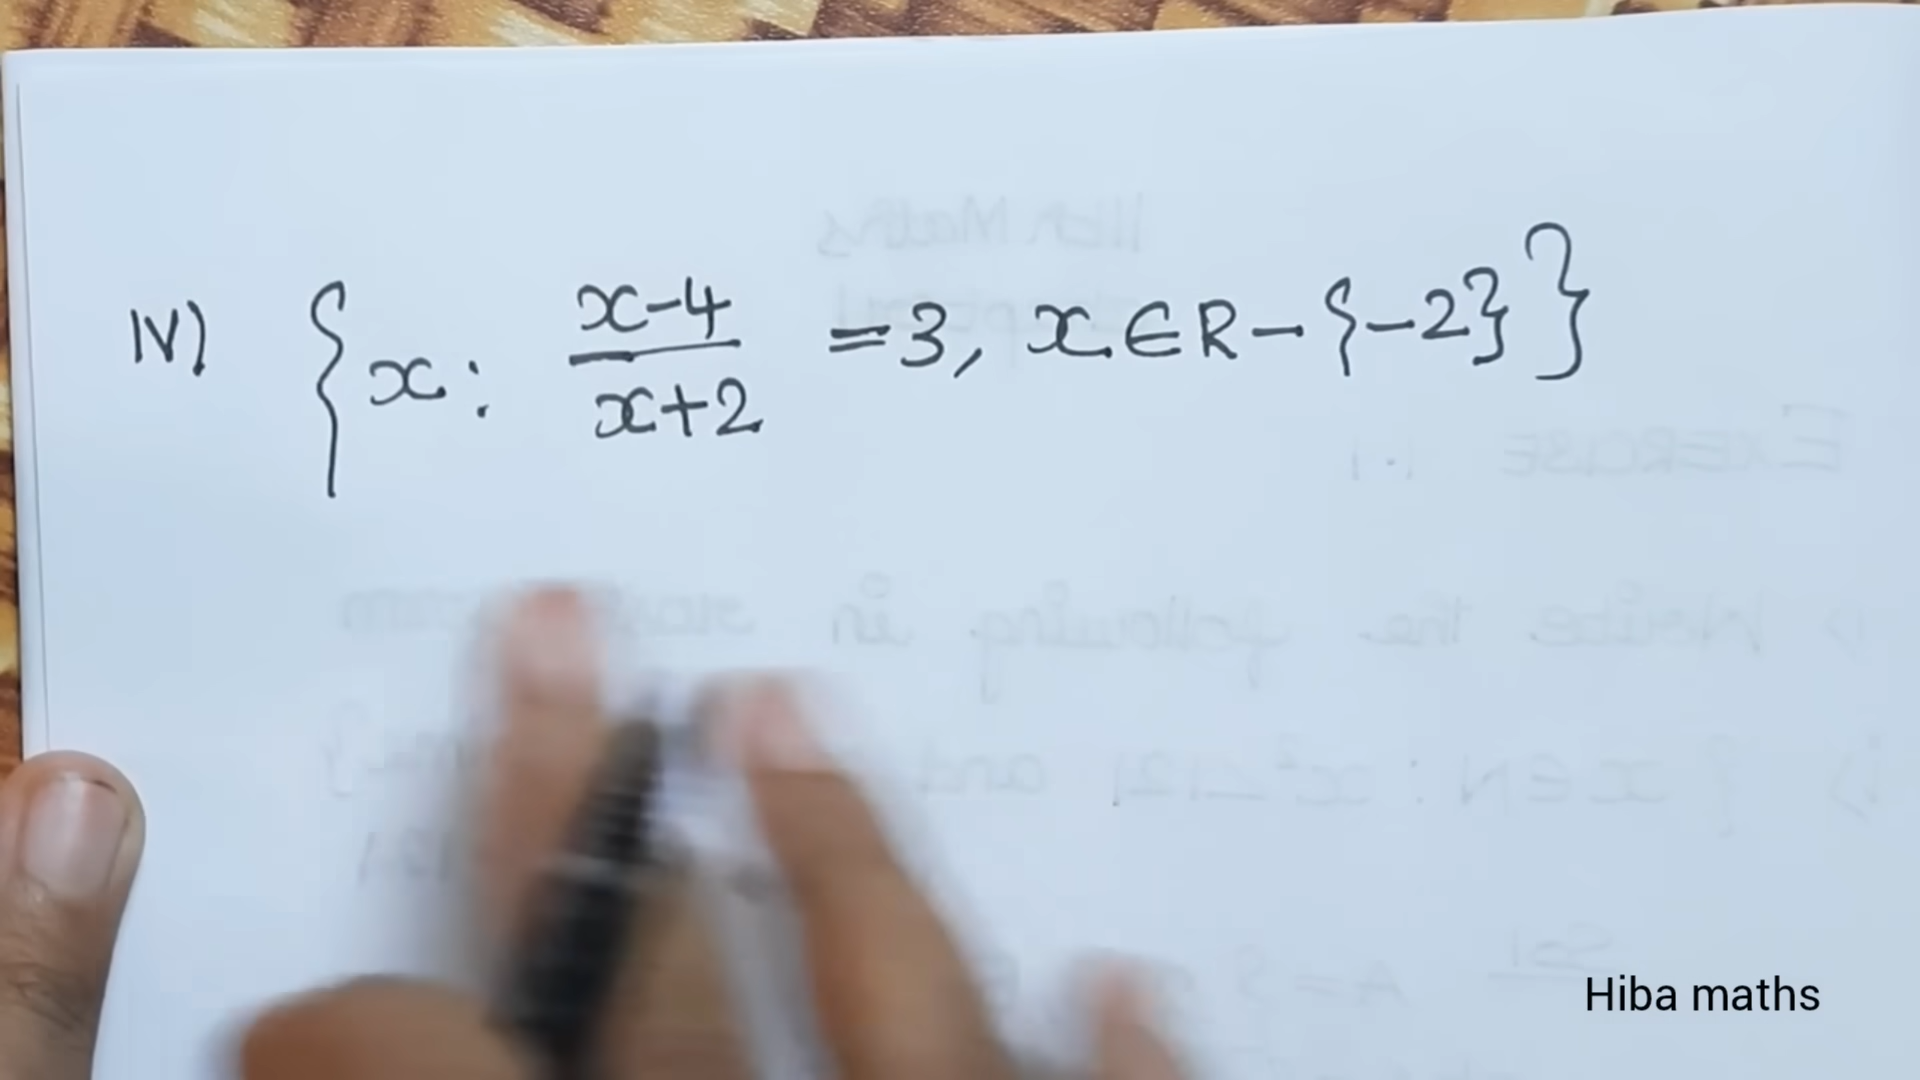 IV) { x : x-4 / x+2 = 3, x ∈ R - {-2} }
Hiba maths